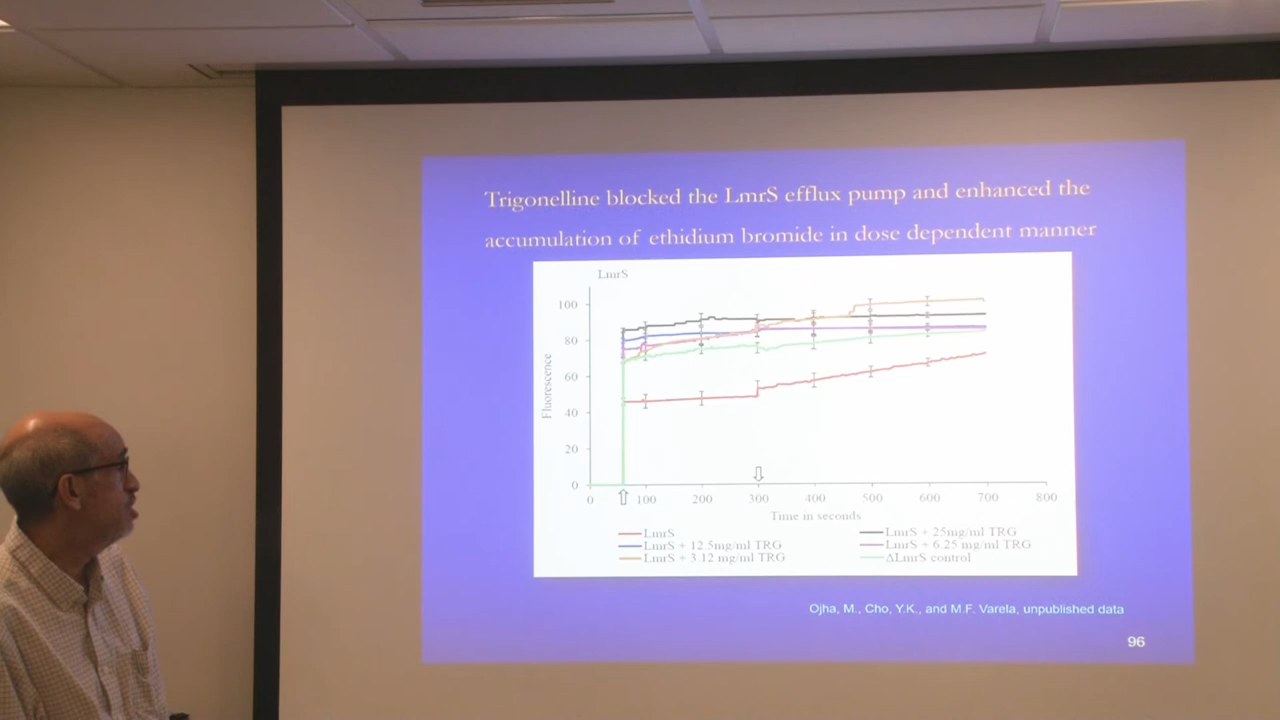 Trigonelline blocked the LmrS efflux pump and enhanced the
accumulation of ethidium bromide in dose dependent manner
LmrS
100
80
60
40
20
0
Fluorescence
0 100 200 300 400 500 600 700 800
Time in seconds
LmrS
LmrS + 25mg/ml TRG
LmrS + 12.5mg/ml TRG
LmrS + 6.25 mg/ml TRG
LmrS + 3.12 mg/ml TRG
ΔLmrS control
Ojha, M., Cho, Y.K., and M.F. Varela, unpublished data
96